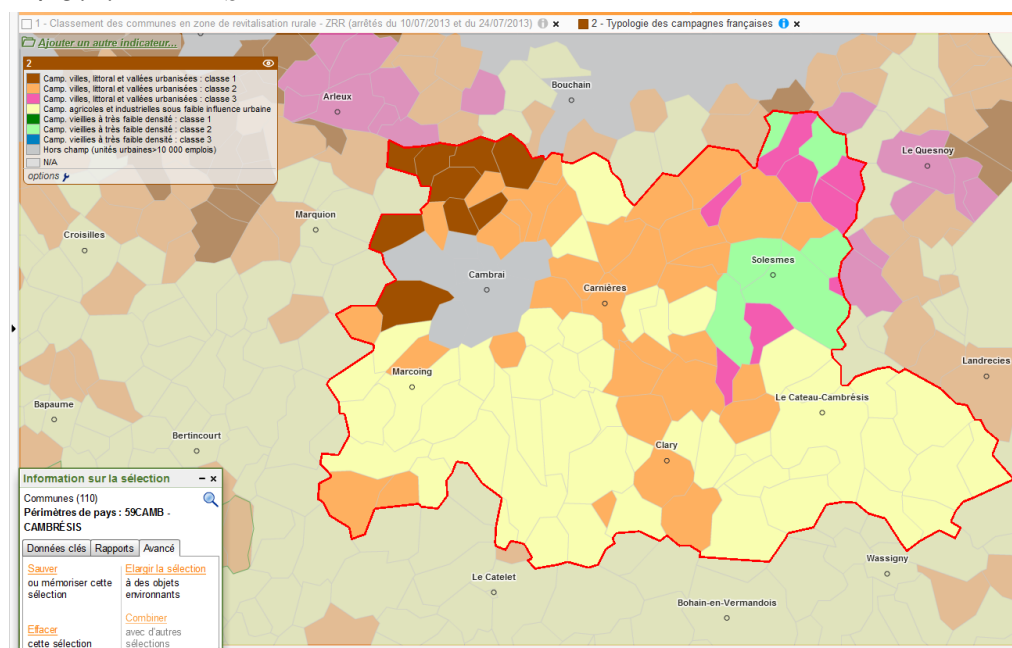 1 - Classement des communes en zone de revitalisation rurale - ZRR (arrêtés du 10/07/2013 et du 24/07/2013) i × 2 - Typologie des campagnes françaises i ×
Ajouter un autre indicateur...
2
Camp. villes, littoral et vallées urbanisées : classe 1
Camp. villes, littoral et vallées urbanisées : classe 2
Camp. villes, littoral et vallées urbanisées : classe 3
Camp. agricoles et industrielles sous faible influence urbaine
Camp. vieilles à très faible densité : classe 1
Camp. vieilles à très faible densité : classe 2
Camp. vieilles à très faible densité : classe 3
Hors champ (unités urbaines>10 000 emplois)
N/A
options
Bouchain
Arleux
Le Quesnoy
Marquion
Croisilles
Solesmes
Cambrai
Carnières
Landrecies
Marcoing
Le Cateau-Cambrésis
Bapaume
Bertincourt
Clary
Wassigny
Le Catelet
Bohain-en-Vermandois
Information sur la sélection – ×
Communes (110)
Périmètres de pays : 59CAMB -
CAMBRÉSIS
Données clés Rapports Avancé
Sauver
ou mémoriser cette
sélection
Elargir la sélection
à des objets
environnants
Effacer
cette sélection
Combiner
avec d'autres
sélections